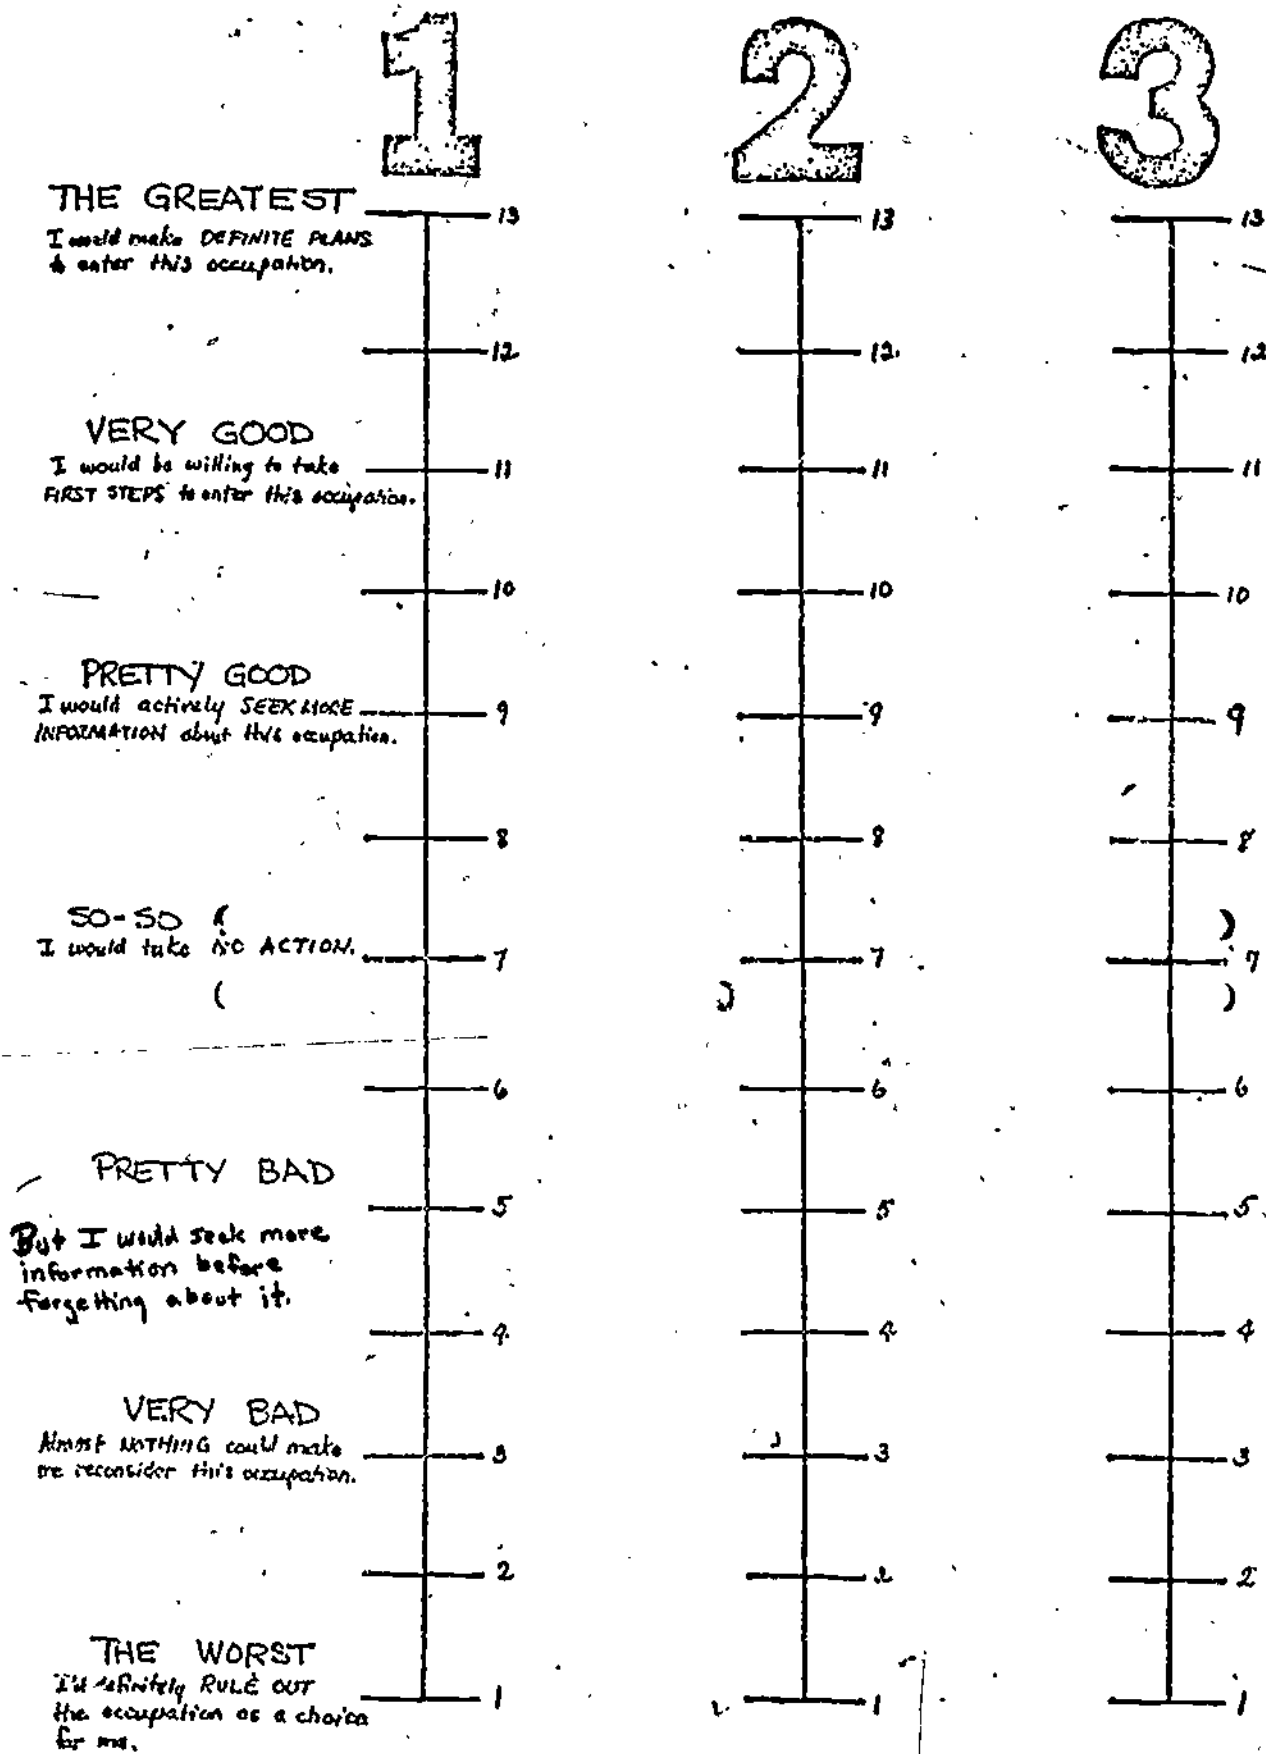 1 2 3
THE GREATEST
13 13 13
I would make DEFINITE PLANS
to enter this occupation.
12 12 12
VERY GOOD
I would be willing to take
11 11 11
FIRST STEPS to enter this occupation.
10 10 10
PRETTY GOOD
I would actively SEEK MORE
9 9 9
INFORMATION about this occupation.
8 8 8
SO-SO
I would take NO ACTION.
7 7 7
6 6 6
PRETTY BAD
5 5 5
But I would seek more
information before
forgetting about it.
4 4 4
VERY BAD
Almost NOTHING could make
3 3 3
me reconsider this occupation.
2 2 2
THE WORST
I'd definitely RULE OUT
1 1 1
the occupation as a choice
for me.